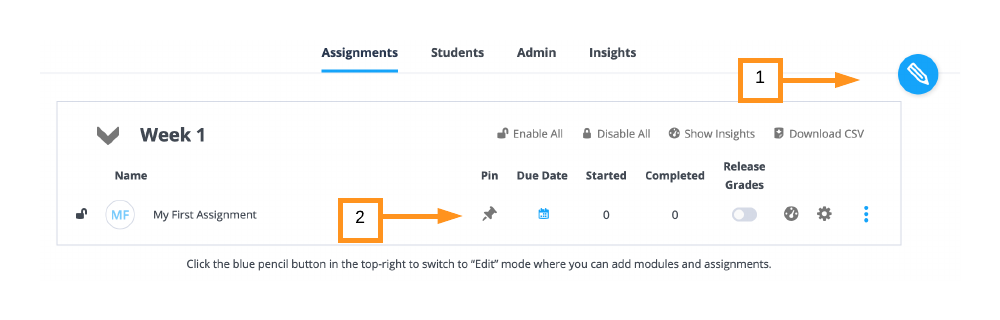 Assignments Students Admin Insights
1
Week 1
Enable All Disable All Show Insights Download CSV
Name Pin Due Date Started Completed Release Grades
MF My First Assignment 0 0
2
Click the blue pencil button in the top-right to switch to “Edit” mode where you can add modules and assignments.